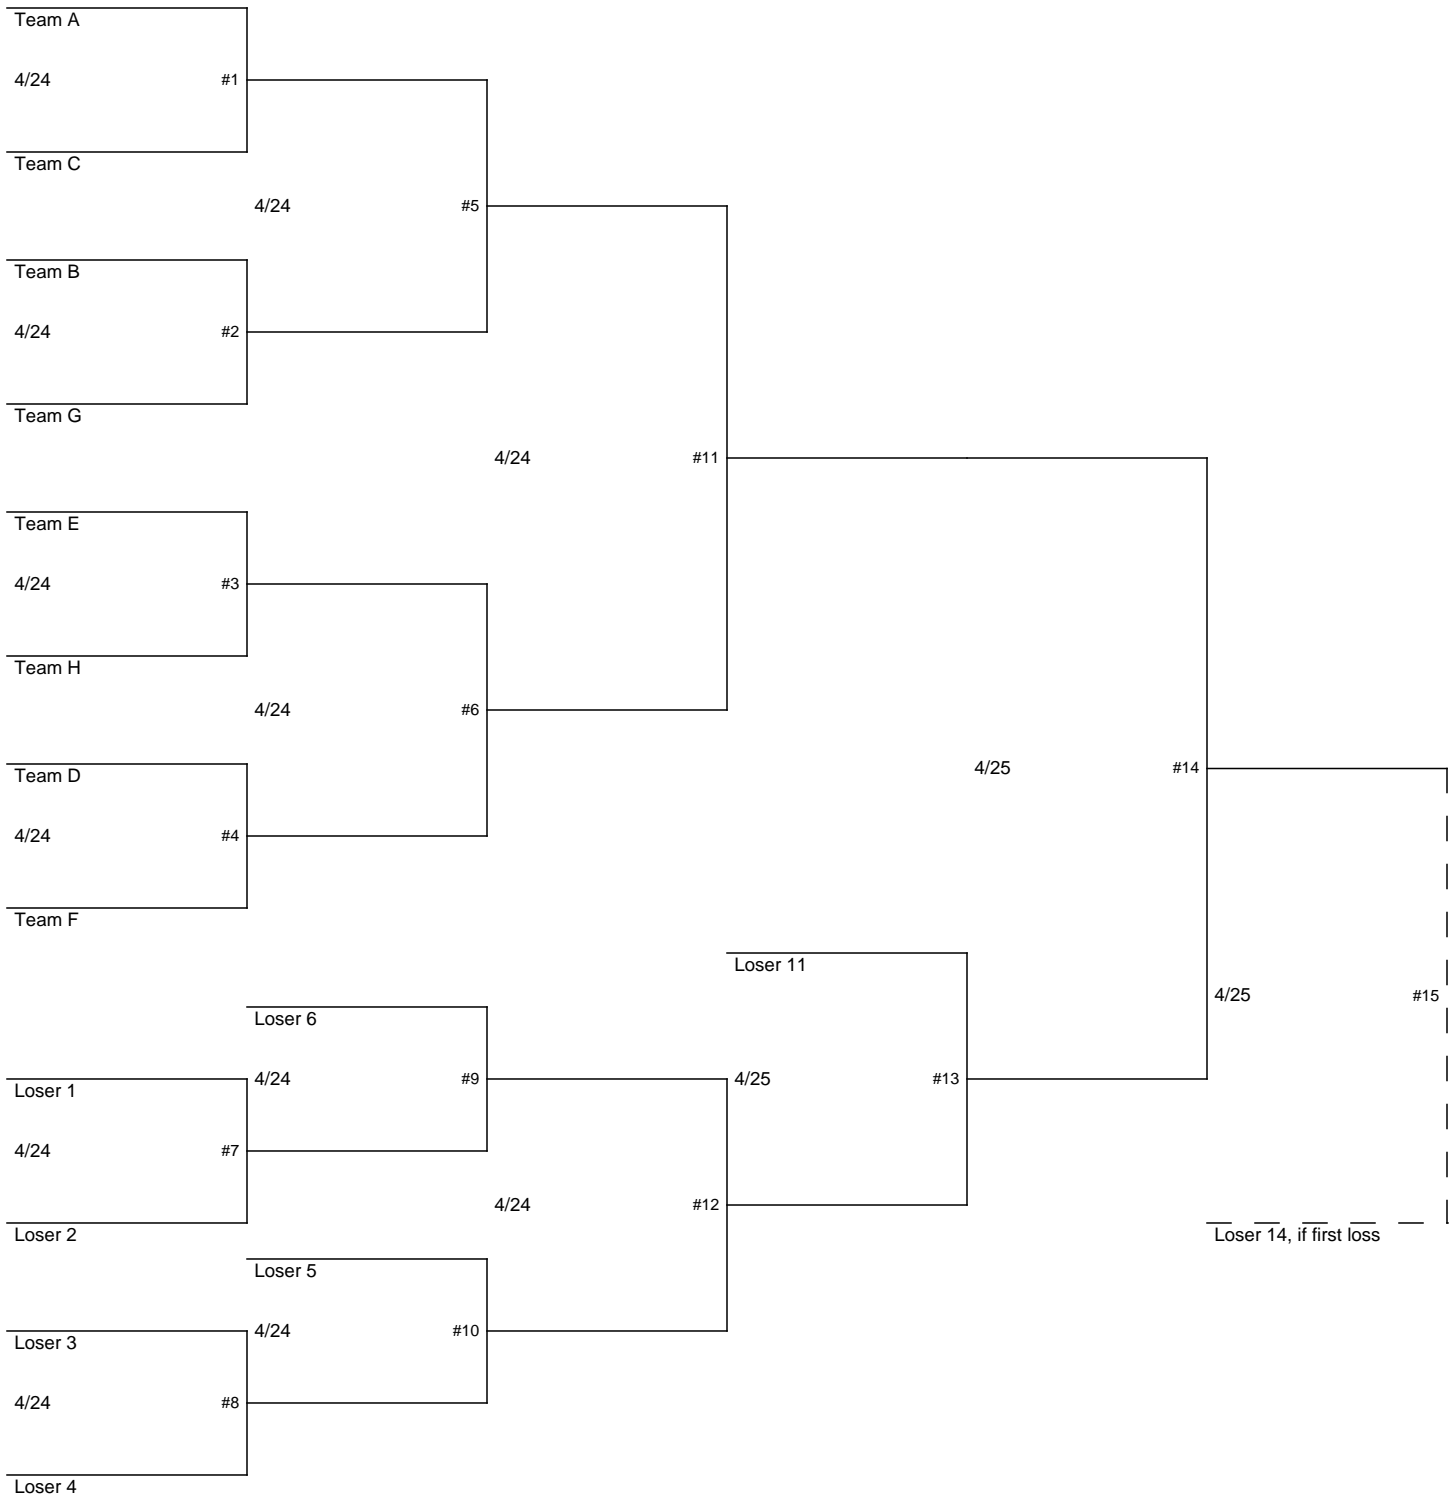 Team A
4/24 #1
Team C
4/24 #5
Team B
4/24 #2
Team G
4/24 #11
Team E
4/24 #3
Team H
4/24 #6
Team D
4/25 #14
4/24 #4
Team F
Loser 11
4/25 #15
Loser 6
Loser 1
4/24 #9
4/25 #13
4/24 #7
4/24 #12
Loser 2
Loser 14, if first loss
Loser 5
Loser 3
4/24 #10
4/24 #8
Loser 4